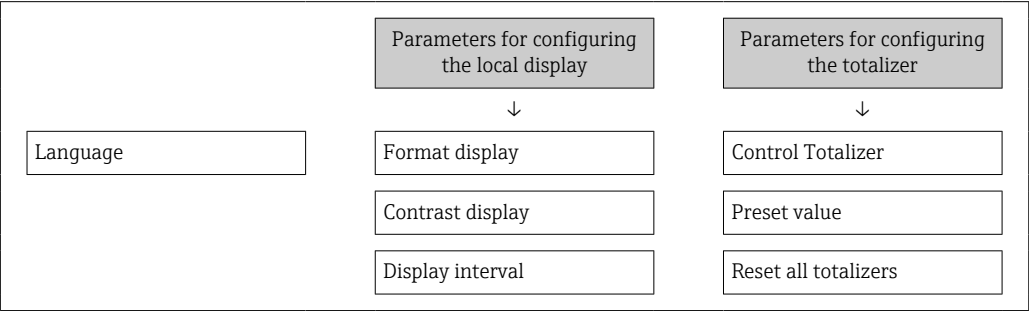 Parameters for configuring
the local display
Parameters for configuring
the totalizer
↓
↓
Language
Format display
Control Totalizer
Contrast display
Preset value
Display interval
Reset all totalizers